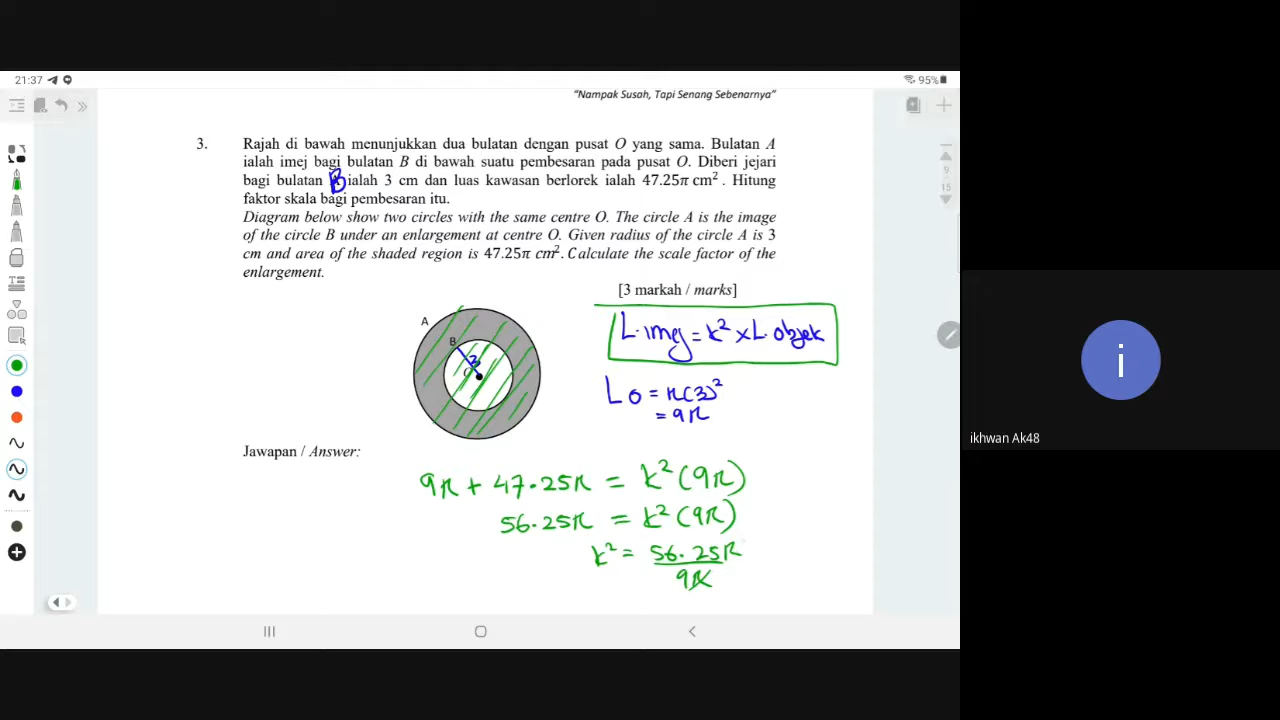 21:37
95%
"Nampak Susah, Tapi Senang Sebenarnya"
3. Rajah di bawah menunjukkan dua bulatan dengan pusat O yang sama. Bulatan A
ialah imej bagi bulatan B di bawah suatu pembesaran pada pusat O. Diberi jejari
bagi bulatan B ialah 3 cm dan luas kawasan berlorek ialah 47.25π cm². Hitung
faktor skala bagi pembesaran itu.
Diagram below show two circles with the same centre O. The circle A is the image
of the circle B under an enlargement at centre O. Given radius of the circle A is 3
cm and area of the shaded region is 47.25π cm². Calculate the scale factor of the
enlargement.
[3 markah / marks]
A
B
3
O
L.imej = k² x L.objek
Lo = π(3)²
= 9π
Jawapan / Answer:
9π + 47.25π = k²(9π)
56.25π = k²(9π)
k² = 56.25π
9π
9
15
i
ikhwan Ak48